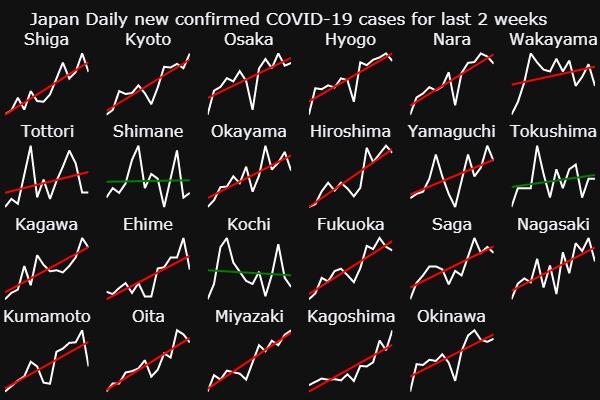 Japan Daily new confirmed COVID-19 cases for last 2 weeks
Shiga Kyoto Osaka Hyogo Nara Wakayama
Tottori Shimane Okayama Hiroshima Yamaguchi Tokushima
Kagawa Ehime Kochi Fukuoka Saga Nagasaki
Kumamoto Oita Miyazaki Kagoshima Okinawa